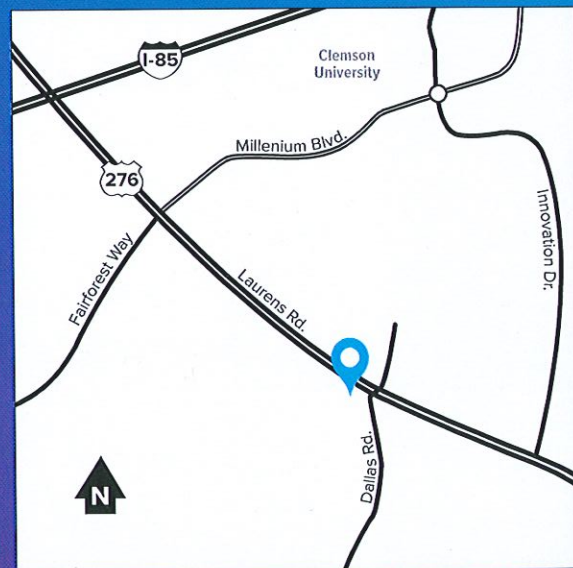 I-85
Clemson
University
Millenium Blvd.
276
Fairforest Way
Innovation Dr.
Laurens Rd.
Dallas Rd.
N